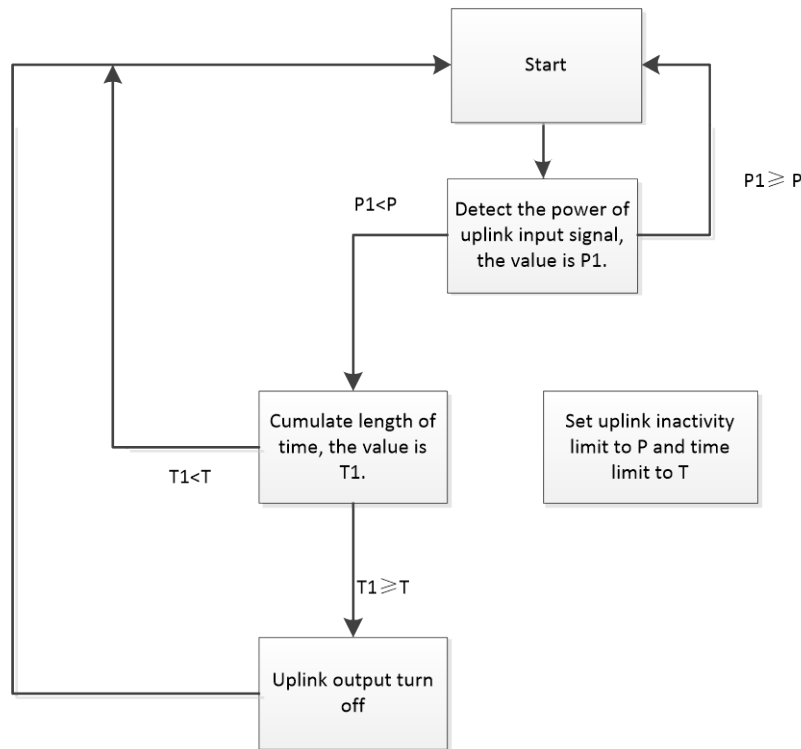 Start
P1≥ P
P1<P
Detect the power of
uplink input signal,
the value is P1.
Cumulate length of
time, the value is
T1.
Set uplink inactivity
limit to P and time
limit to T
T1<T
T1≥T
Uplink output turn
off